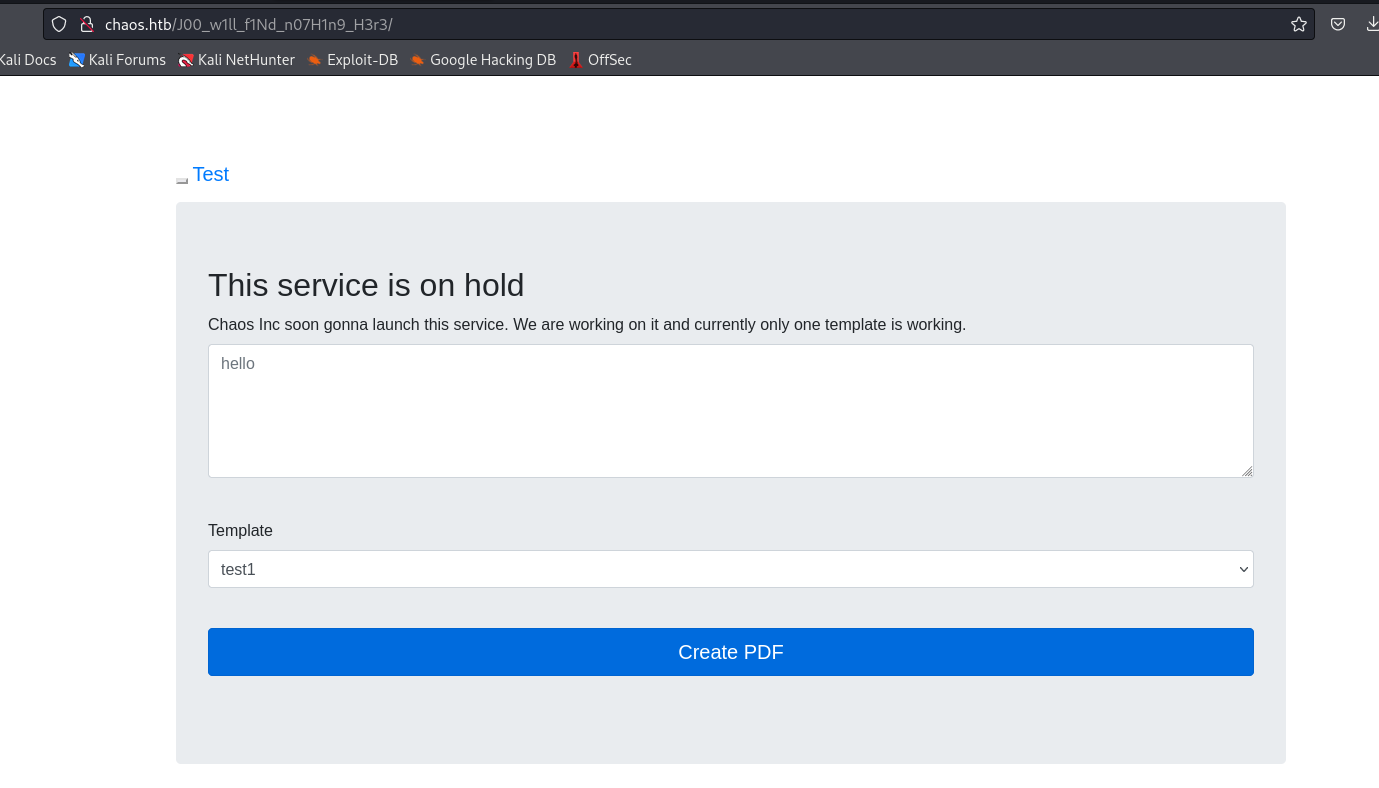 chaos.htb/J00_w1ll_f1Nd_n07H1n9_H3r3/
Kali Docs Kali Forums Kali NetHunter Exploit-DB Google Hacking DB OffSec
Test
This service is on hold
Chaos Inc soon gonna launch this service. We are working on it and currently only one template is working.
hello
Template
test1
Create PDF